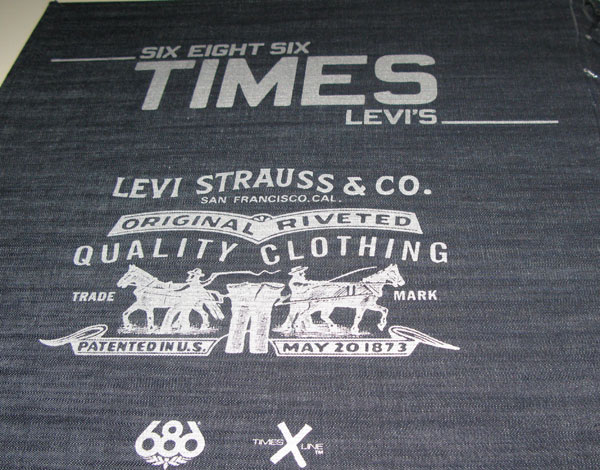 SIX EIGHT SIX
TIMES
LEVI'S
LEVI STRAUSS & CO.
SAN FRANCISCO, CAL.
ORIGINAL RIVETED
QUALITY CLOTHING
TRADE MARK
PATENTED IN U.S. MAY 20 1873
686 TIMES X LINE™